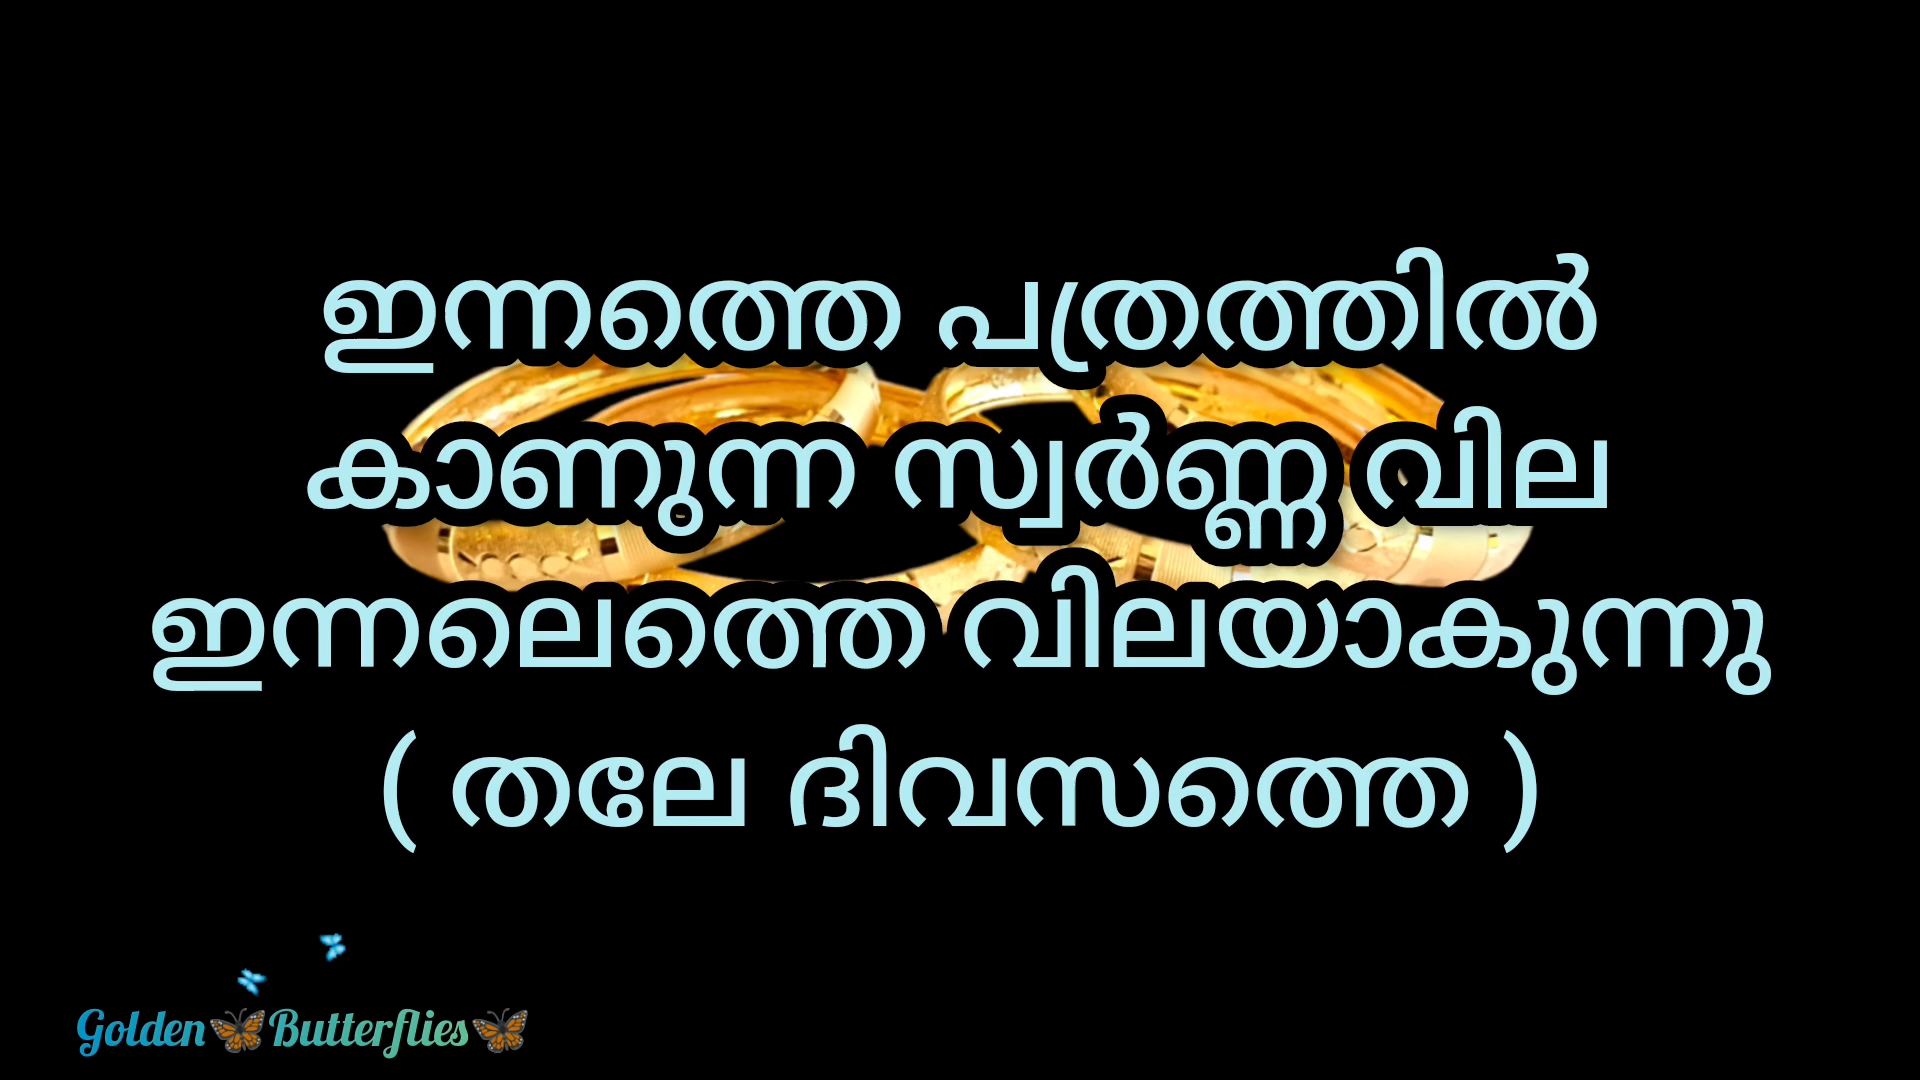 ഇന്നത്തെ പത്രത്തിൽ
കാണുന്ന സ്വർണ്ണ വില
ഇന്നലെത്തെ വിലയാകുന്നു
( തലേ ദിവസത്തെ )
Golden🦋Butterflies🦋